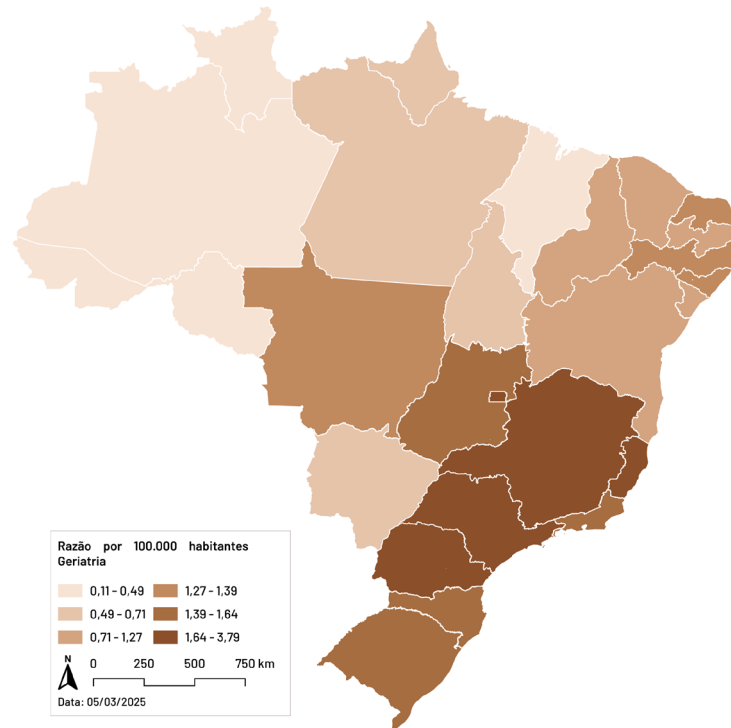 Razão por 100.000 habitantes
Geriatria
0,11 - 0,49 1,27 - 1,39
0,49 - 0,71 1,39 - 1,64
0,71 - 1,27 1,64 - 3,79
N
0 250 500 750 km
Data: 05/03/2025